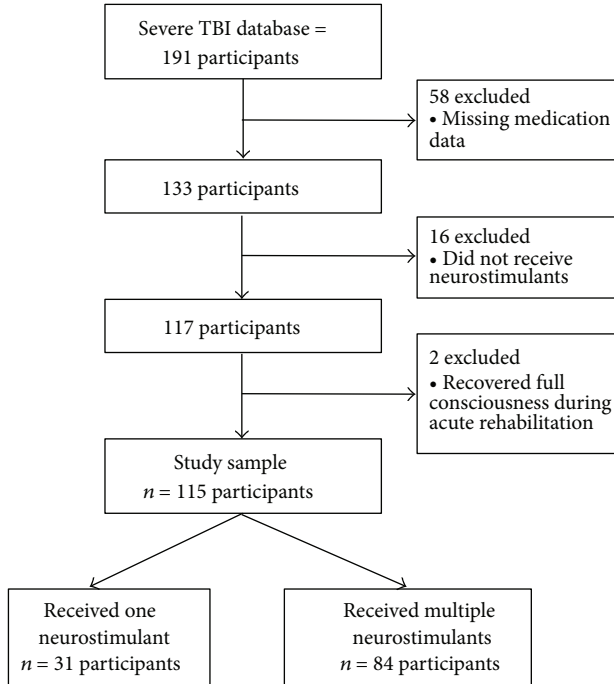 Severe TBI database =
191 participants
58 excluded
• Missing medication
data
133 participants
16 excluded
• Did not receive
neurostimulants
117 participants
2 excluded
• Recovered full
consciousness during
acute rehabilitation
Study sample
n = 115 participants
Received one
neurostimulant
n = 31 participants
Received multiple
neurostimulants
n = 84 participants